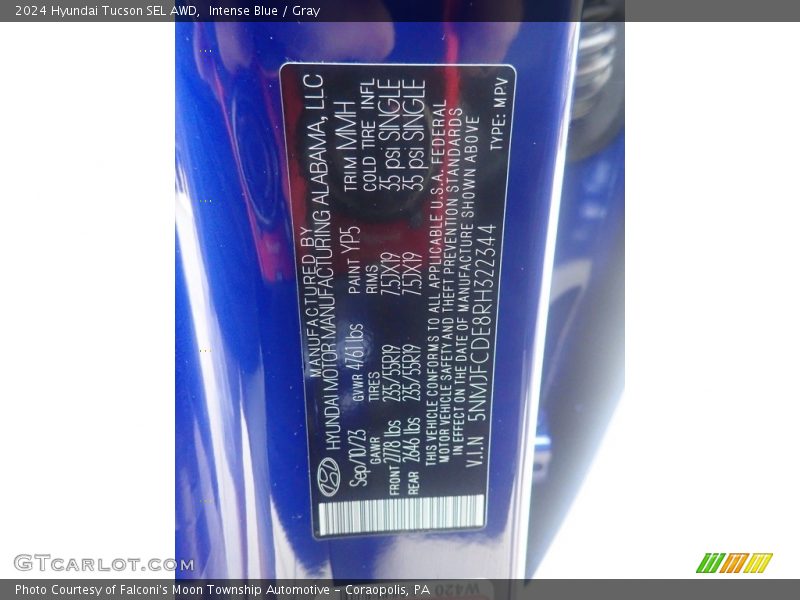 2024 Hyundai Tucson SEL AWD, Intense Blue / Gray
MANUFACTURED BY
HYUNDAI MOTOR MANUFACTURING ALABAMA, LLC
Sep/10/23 GVWR 4761 lbs PAINT YP5 TRIM MMH
GAWR TIRES RIMS COLD TIRE INFL
FRONT 2778 lbs 235/55R19 7.5JX19 35 psi SINGLE
REAR 2646 lbs 235/55R19 7.5JX19 35 psi SINGLE
THIS VEHICLE CONFORMS TO ALL APPLICABLE U.S.A. FEDERAL
MOTOR VEHICLE SAFETY AND THEFT PREVENTION STANDARDS
IN EFFECT ON THE DATE OF MANUFACTURE SHOWN ABOVE
V.I.N 5NMJFCDE8RH322344 TYPE: MPV
GTCarlot.com
W420
Photo Courtesy of Falconi's Moon Township Automotive - Coraopolis, PA